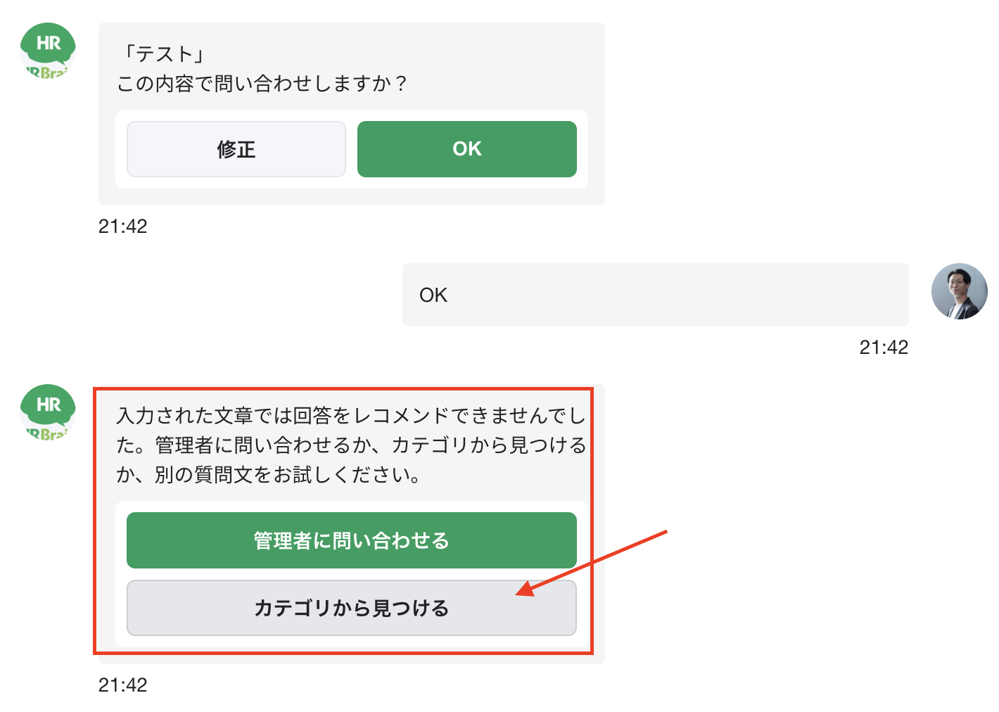 HR
「テスト」
この内容で問い合わせしますか？
修正
OK
21:42
OK
21:42
HR
入力された文章では回答をレコメンドできませんでし
た。管理者に問い合わせるか、カテゴリから見つける
か、別の質問文をお試しください。
管理者に問い合わせる
カテゴリから見つける
21:42